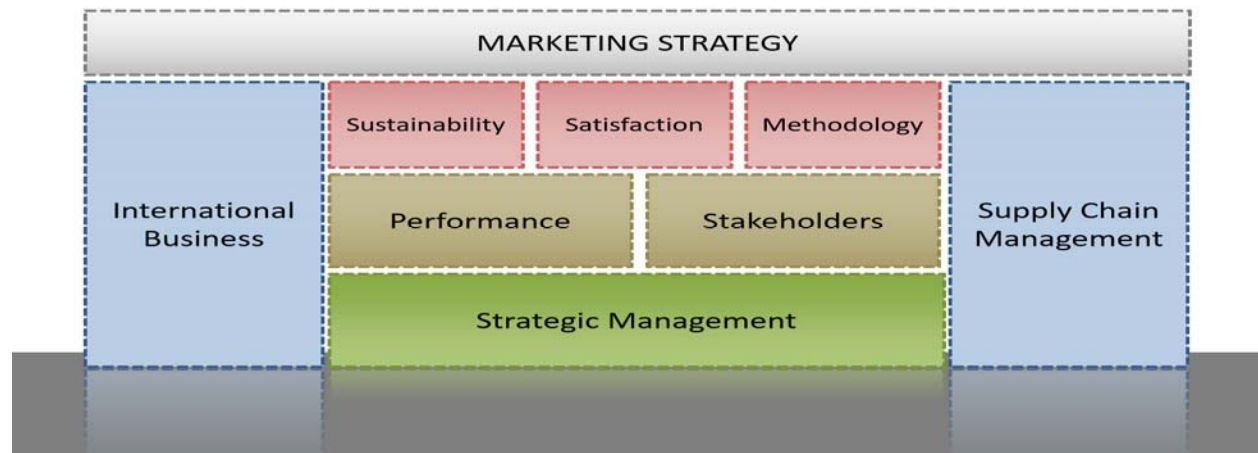 MARKETING STRATEGY
Sustainability
Satisfaction
Methodology
International
Business
Performance
Stakeholders
Supply Chain
Management
Strategic Management